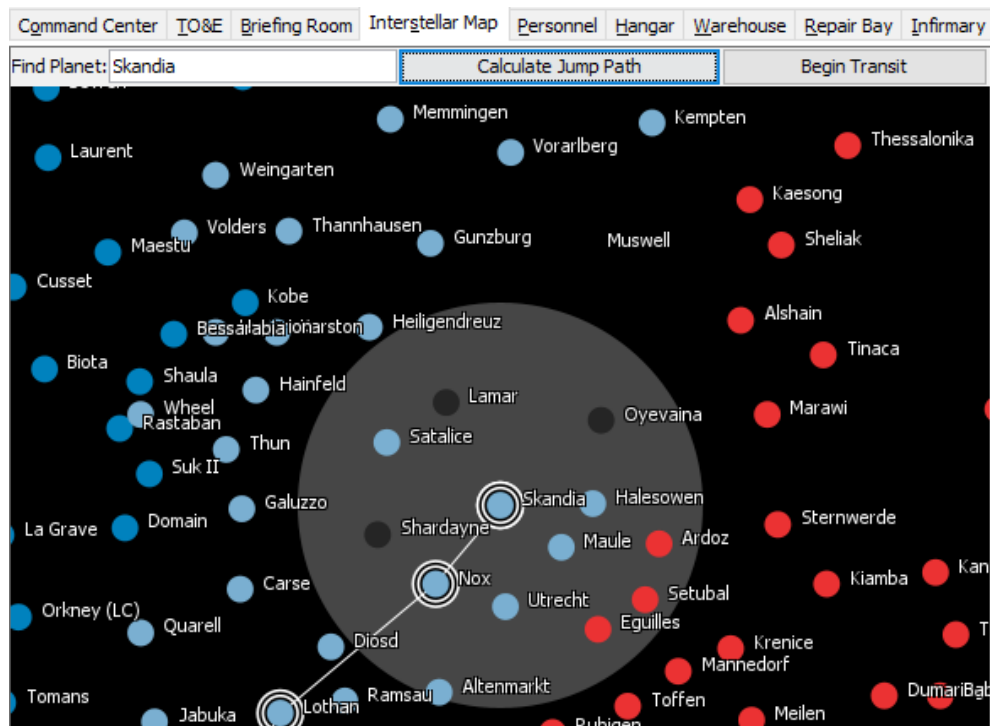 Command Center TO&E Briefing Room Interstellar Map Personnel Hangar Warehouse Repair Bay Infirmary
Find Planet: Skandia Calculate Jump Path Begin Transit
Memmingen
Kempten
Thessalonika
Laurent
Vorarlberg
Weingarten
Kaesong
Volders
Thannhausen
Maestu
Gunzburg
Muswell
Sheliak
Cusset
Kobe
Alshain
Bessarabia
Heiligendreuz
Tinaca
Biota
Shaula
Hainfeld
Lamar
Wheel
Oyevaina
Marawi
Rastaban
Thun
Satalice
Suk II
Galuzzo
Skandia
Halesowen
La Grave
Domain
Shardayne
Maule
Ardoz
Sternwerde
Carse
Nox
Kiamba
Kan
Orkney (LC)
Utrecht
Setubal
Quarell
Eguilles
Diosd
Krenice
T
Mannedorf
Tomans
Ramsau
Altenmarkt
Dumari
Jabuka
Lothan
Toffen
Meilen